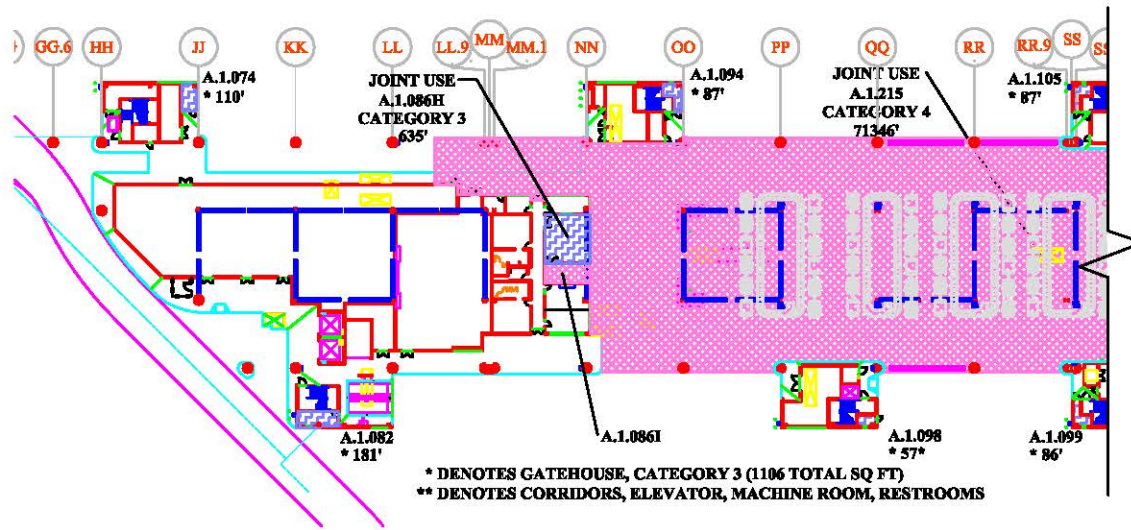 GG.6 HH JJ KK LL LL.9 MM MM.1 NN OO PP QQ RR RR.9 SS
A.1.074
* 110'
JOINT USE
A.1.086H
CATEGORY 3
635'
A.1.094
* 87'
JOINT USE
A.1.215
CATEGORY 4
71346'
A.1.105
* 87'
A.1.082
* 181'
A.1.086I
A.1.098
* 57*
A.1.099
* 86'
* DENOTES GATEHOUSE, CATEGORY 3 (1106 TOTAL SQ FT)
** DENOTES CORRIDORS, ELEVATOR, MACHINE ROOM, RESTROOMS